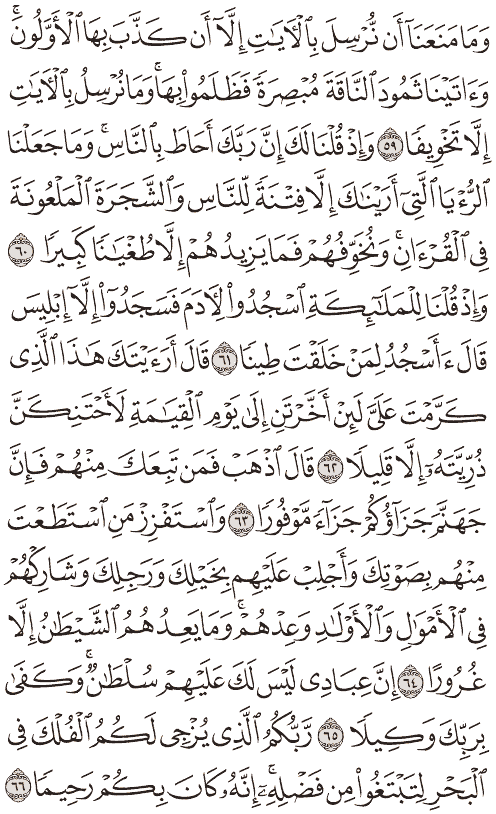 وَمَا مَنَعَنَآ أَن نُّرْسِلَ بِٱلْءَايَٰتِ إِلَّآ أَن كَذَّبَ بِهَا ٱلْأَوَّلُونَۚ
وَءَاتَيْنَا ثَمُودَ ٱلنَّاقَةَ مُبْصِرَةً فَظَلَمُوا۟ بِهَاۚ وَمَا نُرْسِلُ بِٱلْءَايَٰتِ
إِلَّا تَخْوِيفًا ٥٩ وَإِذْ قُلْنَا لَكَ إِنَّ رَبَّكَ أَحَاطَ بِٱلنَّاسِۚ وَمَا جَعَلْنَا
ٱلرُّءْيَا ٱلَّتِىٓ أَرَيْنَٰكَ إِلَّا فِتْنَةً لِّلنَّاسِ وَٱلشَّجَرَةَ ٱلْمَلْعُونَةَ
فِى ٱلْقُرْءَانِۚ وَنُخَوِّفُهُمْ فَمَا يَزِيدُهُمْ إِلَّا طُغْيَٰنًا كَبِيرًا ٦٠
وَإِذْ قُلْنَا لِلْمَلَٰٓئِكَةِ ٱسْجُدُوا۟ لِءَادَمَ فَسَجَدُوٓا۟ إِلَّآ إِبْلِيسَ
قَالَ ءَأَسْجُدُ لِمَنْ خَلَقْتَ طِينًا ٦١ قَالَ أَرَءَيْتَكَ هَٰذَا ٱلَّذِى
كَرَّمْتَ عَلَىَّ لَئِنْ أَخَّرْتَنِ إِلَىٰ يَوْمِ ٱلْقِيَٰمَةِ لَأَحْتَنِكَنَّ
ذُرِّيَّتَهُۥٓ إِلَّا قَلِيلًا ٦٢ قَالَ ٱذْهَبْ فَمَن تَبِعَكَ مِنْهُمْ فَإِنَّ
جَهَنَّمَ جَزَآؤُكُمْ جَزَآءً مَّوْفُورًا ٦٣ وَٱسْتَفْزِزْ مَنِ ٱسْتَطَعْتَ
مِنْهُم بِصَوْتِكَ وَأَجْلِبْ عَلَيْهِم بِخَيْلِكَ وَرَجِلِكَ وَشَارِكْهُمْ
فِى ٱلْأَمْوَٰلِ وَٱلْأَوْلَٰدِ وَعِدْهُمْۚ وَمَا يَعِدُهُمُ ٱلشَّيْطَٰنُ إِلَّا
غُرُورًا ٦٤ إِنَّ عِبَادِى لَيْسَ لَكَ عَلَيْهِمْ سُلْطَٰنٌۚ وَكَفَىٰ
بِرَبِّكَ وَكِيلًا ٦٥ رَّبُّكُمُ ٱلَّذِى يُزْجِى لَكُمُ ٱلْفُلْكَ فِى
ٱلْبَحْرِ لِتَبْتَغُوا۟ مِن فَضْلِهِۦٓۚ إِنَّهُۥ كَانَ بِكُمْ رَحِيمًا ٦٦